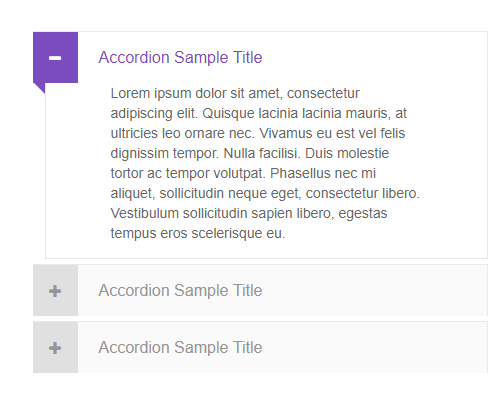 Accordion Sample Title
Lorem ipsum dolor sit amet, consectetur
adipiscing elit. Quisque lacinia lacinia mauris, at
ultricies leo ornare nec. Vivamus eu est vel felis
dignissim tempor. Nulla facilisi. Duis molestie
tortor ac tempor volutpat. Phasellus nec mi
aliquet, sollicitudin neque eget, consectetur libero.
Vestibulum sollicitudin sapien libero, egestas
tempus eros scelerisque eu.
Accordion Sample Title
Accordion Sample Title